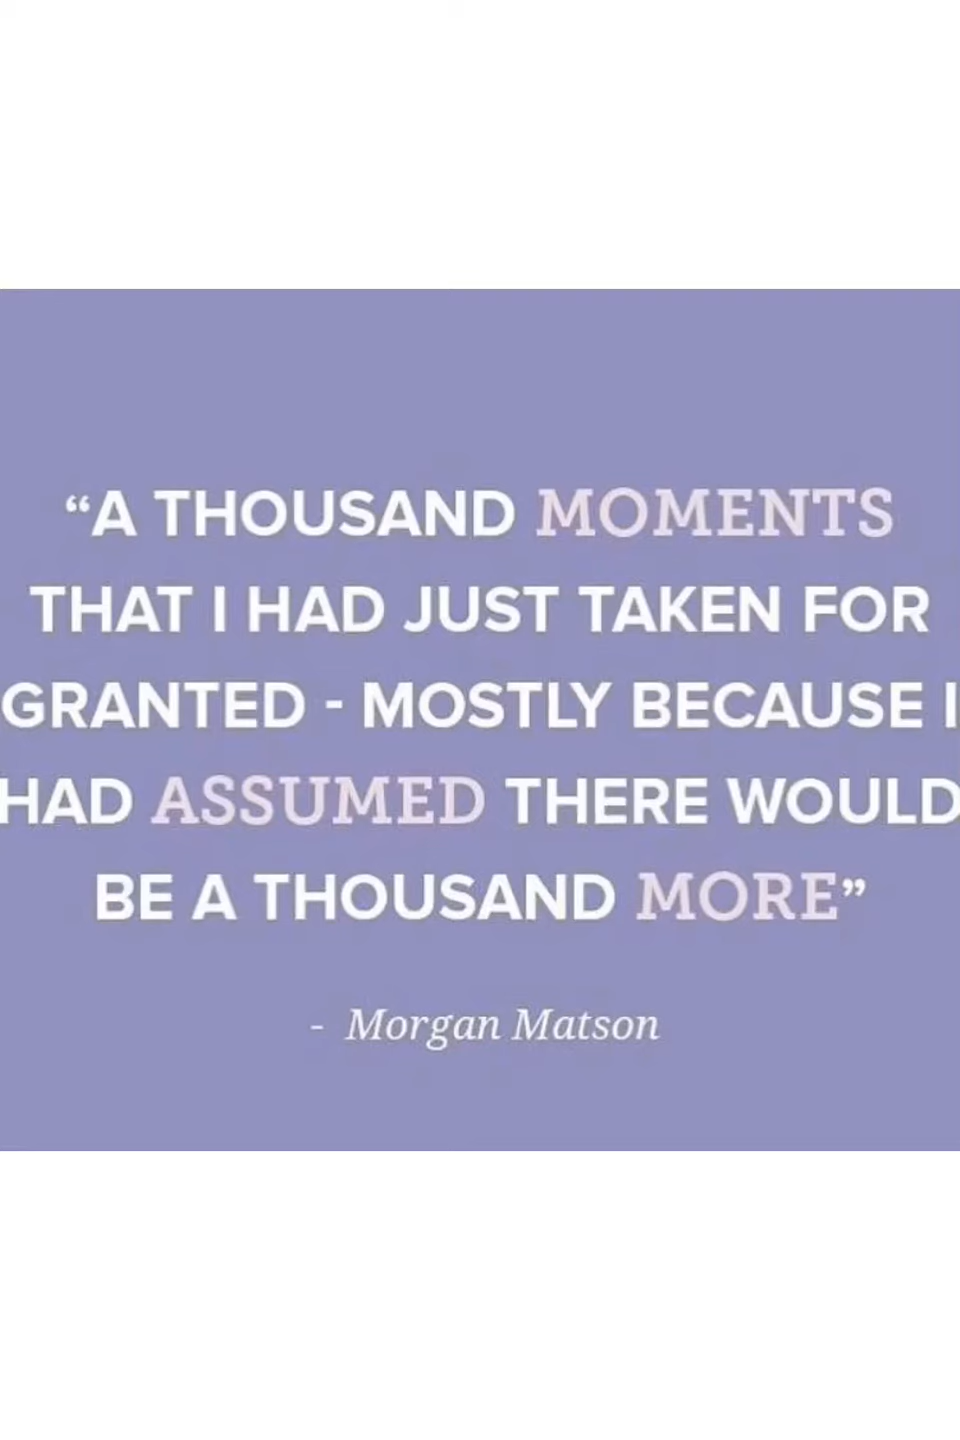 “A THOUSAND MOMENTS
THAT I HAD JUST TAKEN FOR
GRANTED - MOSTLY BECAUSE I
HAD ASSUMED THERE WOULD
BE A THOUSAND MORE”
- Morgan Matson